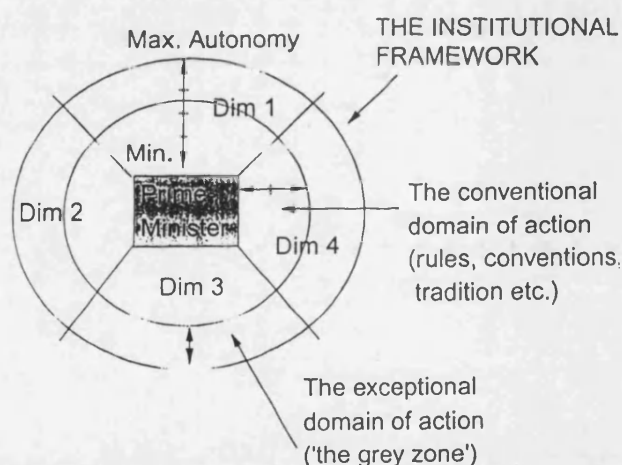 THE INSTITUTIONAL
FRAMEWORK
Max. Autonomy
Dim 1
Min.
Prime
Minister
Dim 2
The conventional
domain of action
(rules, conventions,
tradition etc.)
Dim 4
Dim 3
The exceptional
domain of action
('the grey zone')